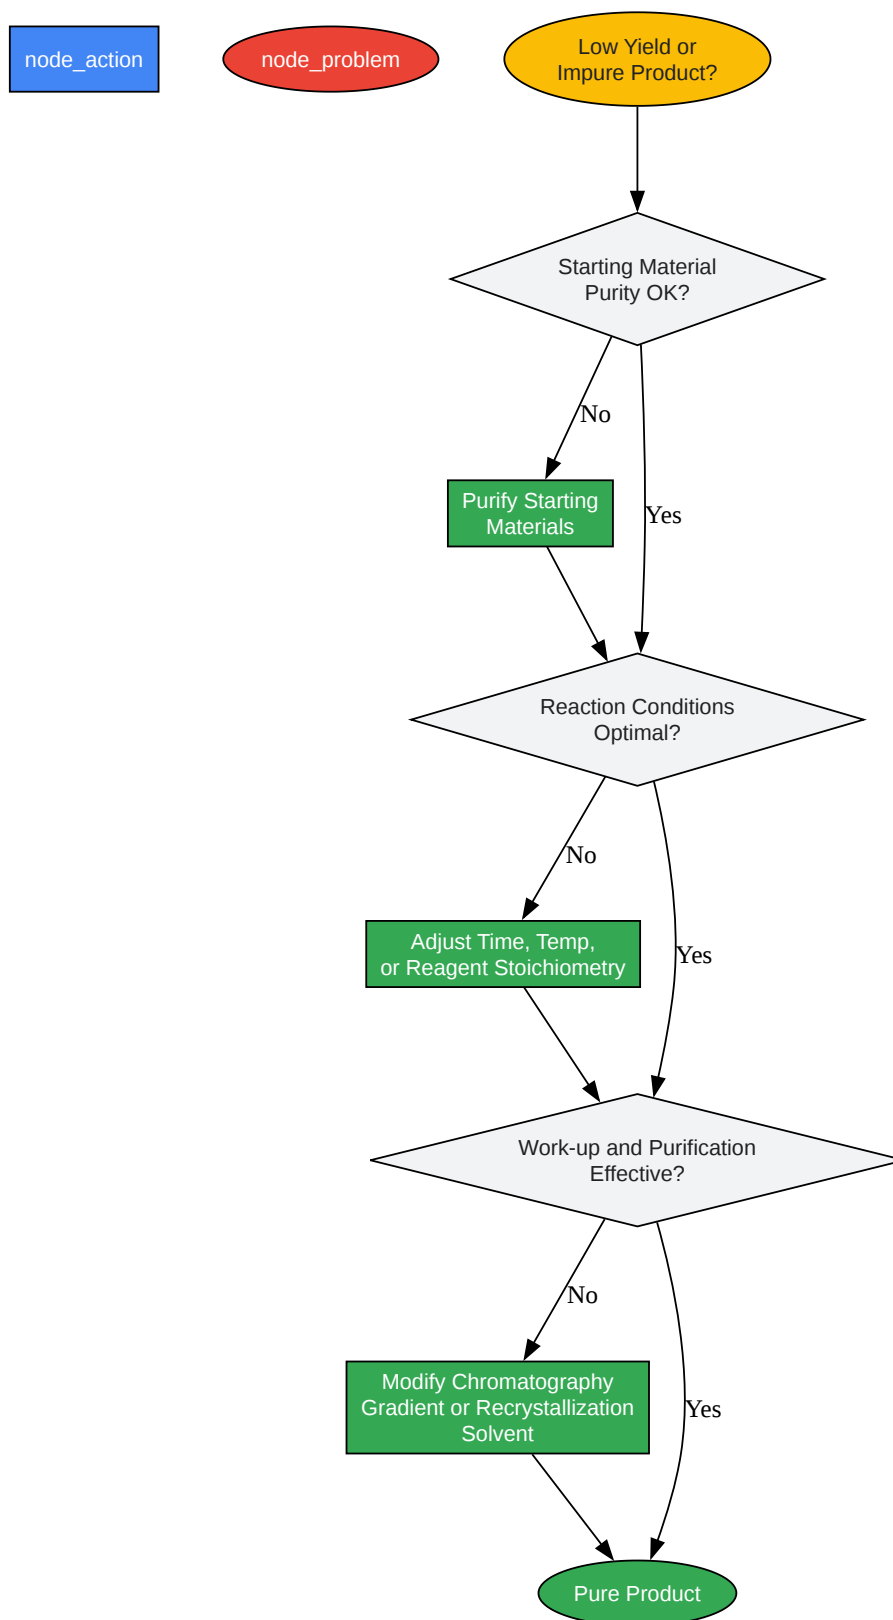 node_action
node_problem
Low Yield or
Impure Product?
Starting Material
Purity OK?
No
Purify Starting
Materials
Yes
Reaction Conditions
Optimal?
No
Adjust Time, Temp,
or Reagent Stoichiometry
Yes
Work-up and Purification
Effective?
No
Modify Chromatography
Gradient or Recrystallization
Solvent
Yes
Pure Product